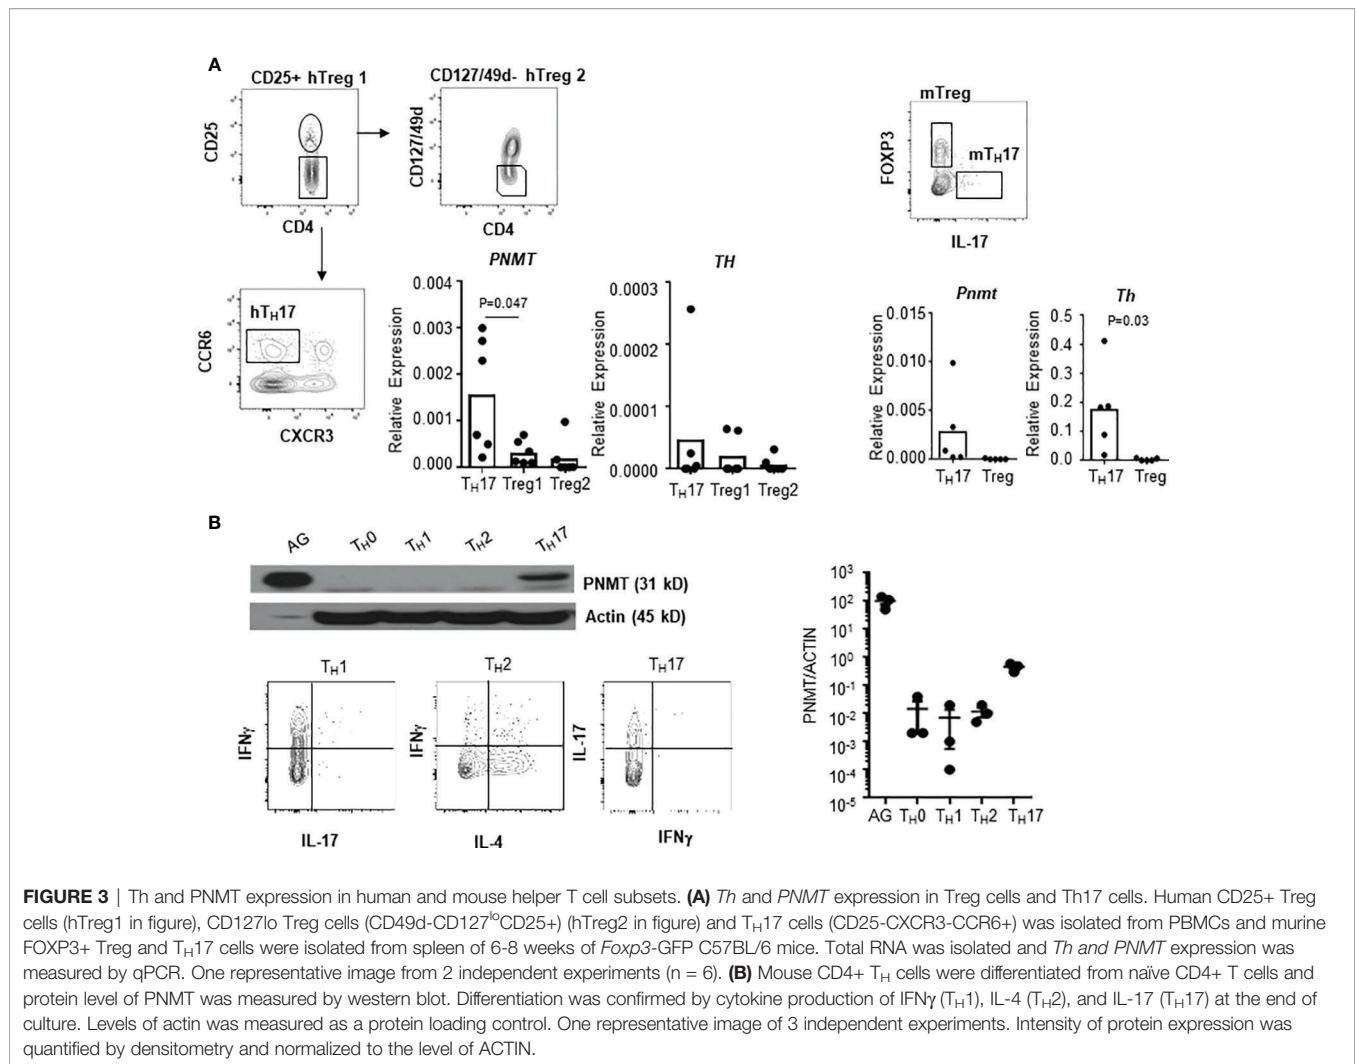 A
CD25+ hTreg 1
CD127/49d- hTreg 2
CD25
CD4
CD127/49d
CD4
mTreg
mTH17
FOXP3
IL-17
hTH17
CCR6
CXCR3
PNMT
P=0.047
Relative Expression
0.004
0.003
0.002
0.001
0.000
TH17 Treg1 Treg2
TH
Relative Expression
0.0003
0.0002
0.0001
0.0000
TH17 Treg1 Treg2
Pnmt
Relative Expression
0.015
0.010
0.005
0.000
TH17 Treg
Th
P=0.03
Relative Expression
0.5
0.4
0.3
0.2
0.1
0.0
TH17 Treg
B
AG TH0 TH1 TH2 TH17
PNMT (31 kD)
Actin (45 kD)
TH1
IFNγ
IL-17
TH2
IFNγ
IL-4
TH17
IL-17
IFNγ
PNMT/ACTIN
10³
10²
10¹
10⁰
10⁻¹
10⁻²
10⁻³
10⁻⁴
10⁻⁵
AG TH0 TH1 TH2 TH17
FIGURE 3 | Th and PNMT expression in human and mouse helper T cell subsets. (A) Th and PNMT expression in Treg cells and Th17 cells. Human CD25+ Treg
cells (hTreg1 in figure), CD127lo Treg cells (CD49d-CD127loCD25+) (hTreg2 in figure) and TH17 cells (CD25-CXCR3-CCR6+) was isolated from PBMCs and murine
FOXP3+ Treg and TH17 cells were isolated from spleen of 6-8 weeks of Foxp3-GFP C57BL/6 mice. Total RNA was isolated and Th and PNMT expression was
measured by qPCR. One representative image from 2 independent experiments (n = 6). (B) Mouse CD4+ TH cells were differentiated from naïve CD4+ T cells and
protein level of PNMT was measured by western blot. Differentiation was confirmed by cytokine production of IFNγ (TH1), IL-4 (TH2), and IL-17 (TH17) at the end of
culture. Levels of actin was measured as a protein loading control. One representative image of 3 independent experiments. Intensity of protein expression was
quantified by densitometry and normalized to the level of ACTIN.